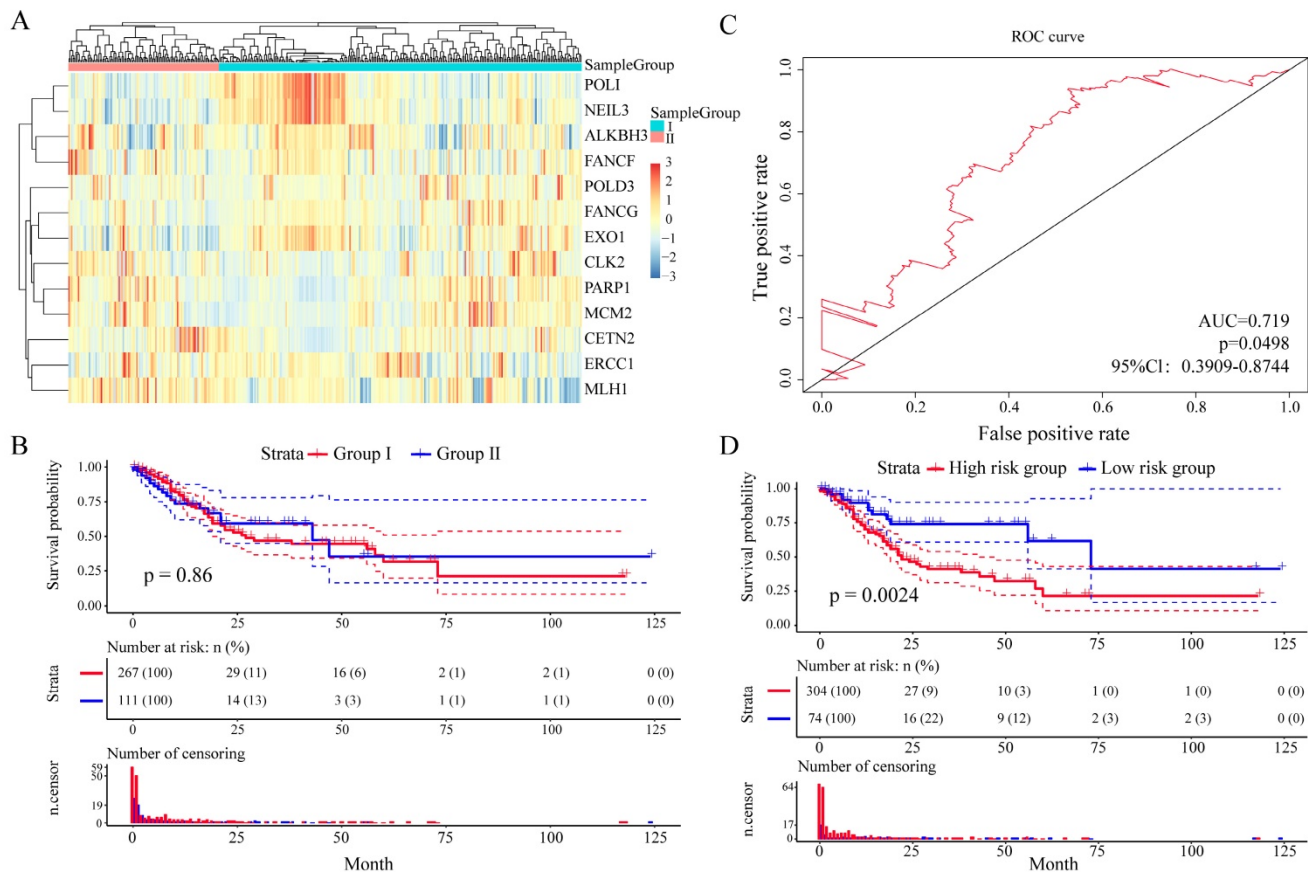 A
SampleGroup
POLI
NEIL3
ALKBH3
FANCF
POLD3
FANCG
EXO1
CLK2
PARP1
MCM2
CETN2
ERCC1
MLH1
SampleGroup
I
II
3
2
1
0
−1
−2
−3
B
Strata Group I Group II
Survival probability
1.00
0.75
0.50
0.25
0.00
p = 0.86
0 25 50 75 100 125
Number at risk: n (%)
Strata
267 (100) 29 (11) 16 (6) 2 (1) 2 (1) 0 (0)
111 (100) 14 (13) 3 (3) 1 (1) 1 (1) 0 (0)
0 25 50 75 100 125
Number of censoring
n.censor
59
50
19
0
0 25 50 75 100 125
Month
C
ROC curve
True positive rate
1.0
0.8
0.6
0.4
0.2
0.0
AUC=0.719
p=0.0498
95%CI: 0.3909-0.8744
0.0 0.2 0.4 0.6 0.8 1.0
False positive rate
D
Strata High risk group Low risk group
Survival probability
1.00
0.75
0.50
0.25
0.00
p = 0.0024
0 25 50 75 100 125
Number at risk: n (%)
Strata
304 (100) 27 (9) 10 (3) 1 (0) 1 (0) 0 (0)
74 (100) 16 (22) 9 (12) 2 (3) 2 (3) 0 (0)
0 25 50 75 100 125
Number of censoring
n.censor
64
17
0
0 25 50 75 100 125
Month